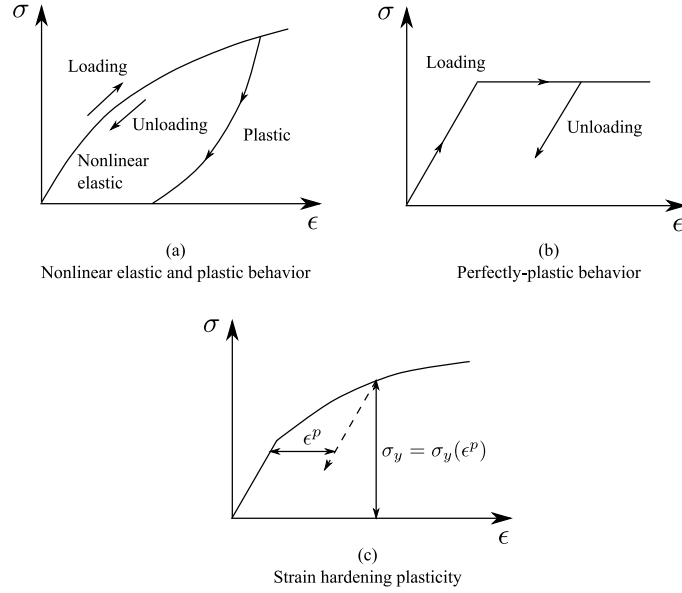 σ
Loading
Unloading
Plastic
Nonlinear
elastic
ϵ
(a)
Nonlinear elastic and plastic behavior
σ
Loading
Unloading
ϵ
(b)
Perfectly-plastic behavior
σ
ϵ^p
σ_y = σ_y(ϵ^p)
ϵ
(c)
Strain hardening plasticity